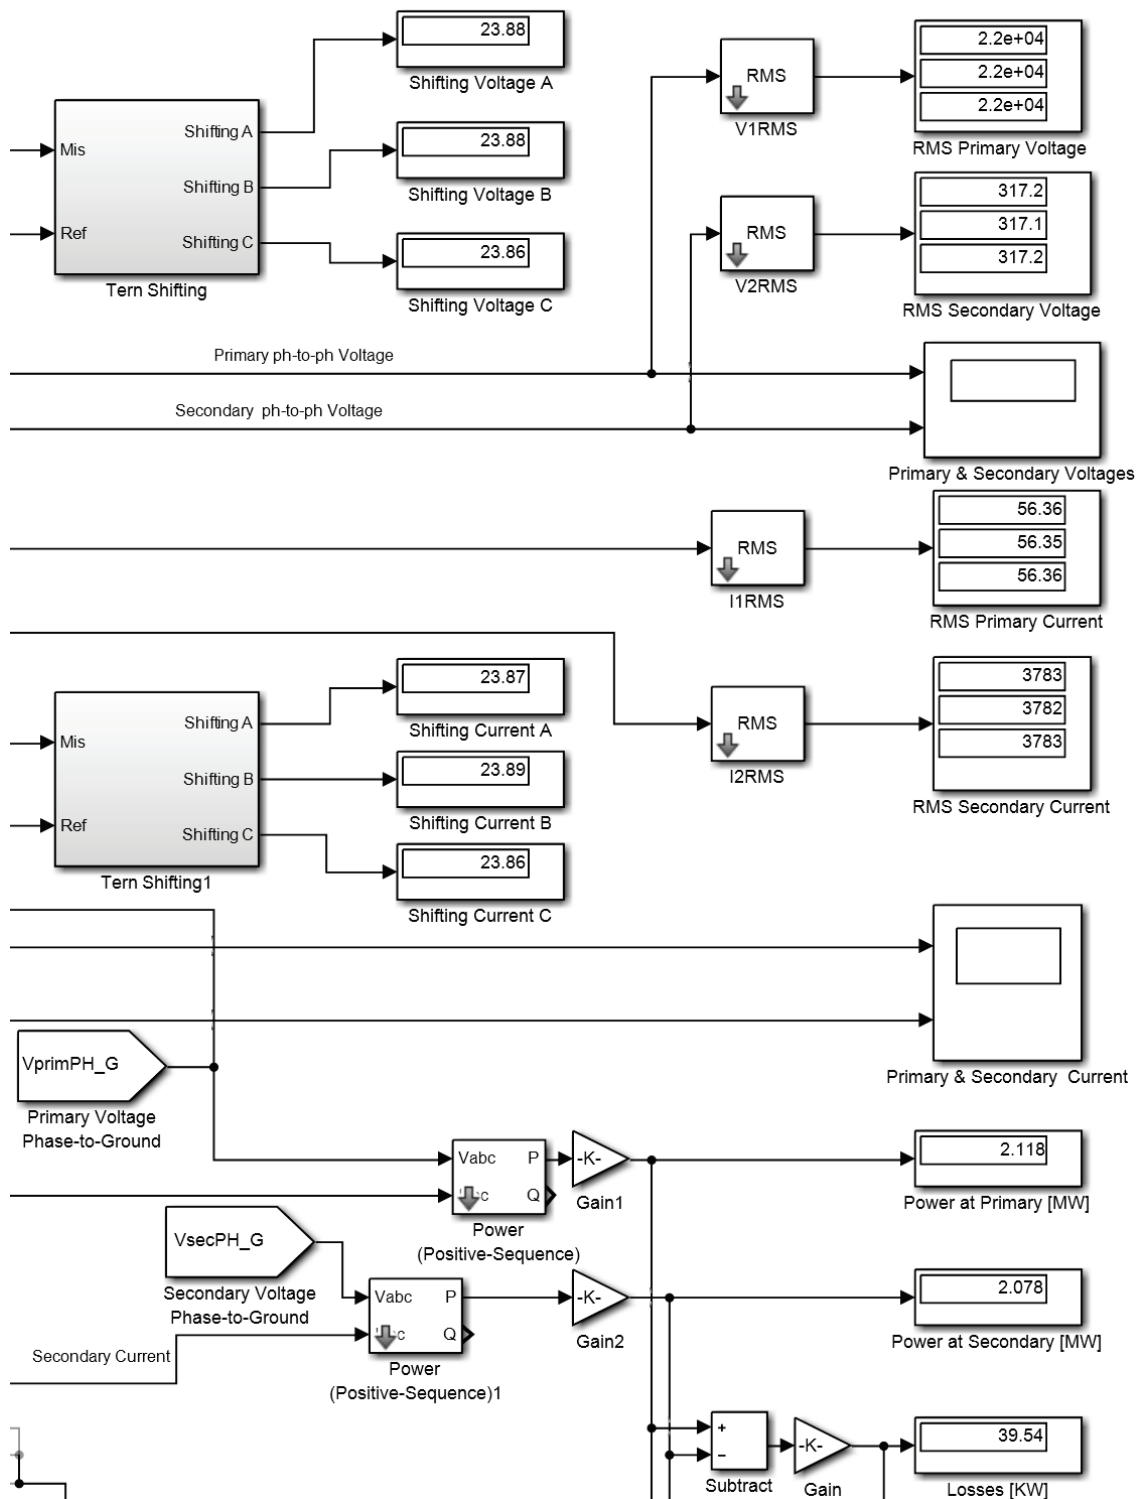 23.88
Shifting Voltage A
Mis
Ref
Shifting A
Shifting B
Shifting C
Tern Shifting
23.88
Shifting Voltage B
23.86
Shifting Voltage C
RMS
V1RMS
2.2e+04
2.2e+04
2.2e+04
RMS Primary Voltage
RMS
V2RMS
317.2
317.1
317.2
RMS Secondary Voltage
Primary ph-to-ph Voltage
Secondary ph-to-ph Voltage
Primary & Secondary Voltages
RMS
I1RMS
56.36
56.35
56.36
RMS Primary Current
RMS
I2RMS
3783
3782
3783
RMS Secondary Current
Mis
Ref
Shifting A
Shifting B
Shifting C
Tern Shifting1
23.87
Shifting Current A
23.89
Shifting Current B
23.86
Shifting Current C
Primary & Secondary Current
VprimPH_G
Primary Voltage
Phase-to-Ground
Vabc
P
Q
Power
(Positive-Sequence)
-K-
Gain1
2.118
Power at Primary [MW]
VsecPH_G
Secondary Voltage
Phase-to-Ground
Vabc
P
Q
Power
(Positive-Sequence)1
-K-
Gain2
2.078
Power at Secondary [MW]
Secondary Current
+
−
Subtract
-K-
Gain
39.54
Losses [KW]